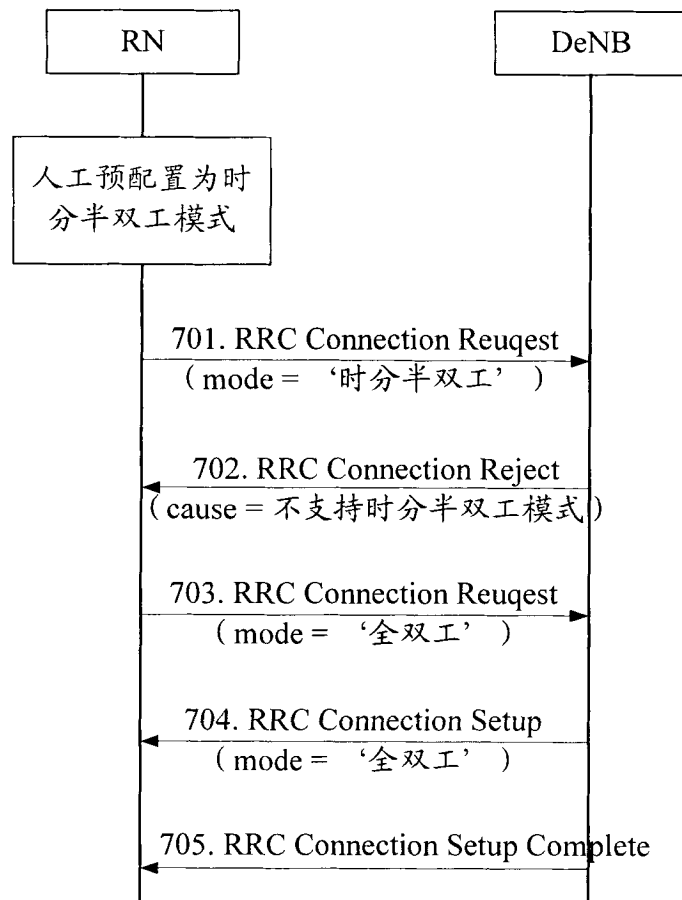 RN
DeNB
人工预配置为时
分半双工模式
701. RRC Connection Reuqest
（mode = ‘时分半双工’）
702. RRC Connection Reject
（cause = 不支持时分半双工模式）
703. RRC Connection Reuqest
（mode = ‘全双工’）
704. RRC Connection Setup
（mode = ‘全双工’）
705. RRC Connection Setup Complete